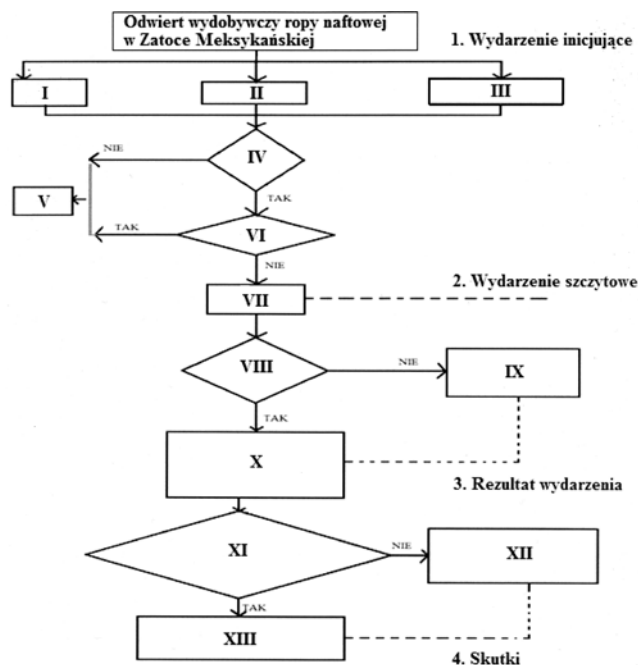 Odwiert wydobywczy ropy naftowej
w Zatoce Meksykańskiej
1. Wydarzenie inicjujące
I
II
III
NIE
IV
V
TAK
TAK
VI
NIE
2. Wydarzenie szczytowe
VII
VIII
NIE
IX
TAK
X
3. Rezultat wydarzenia
XI
NIE
XII
TAK
XIII
4. Skutki